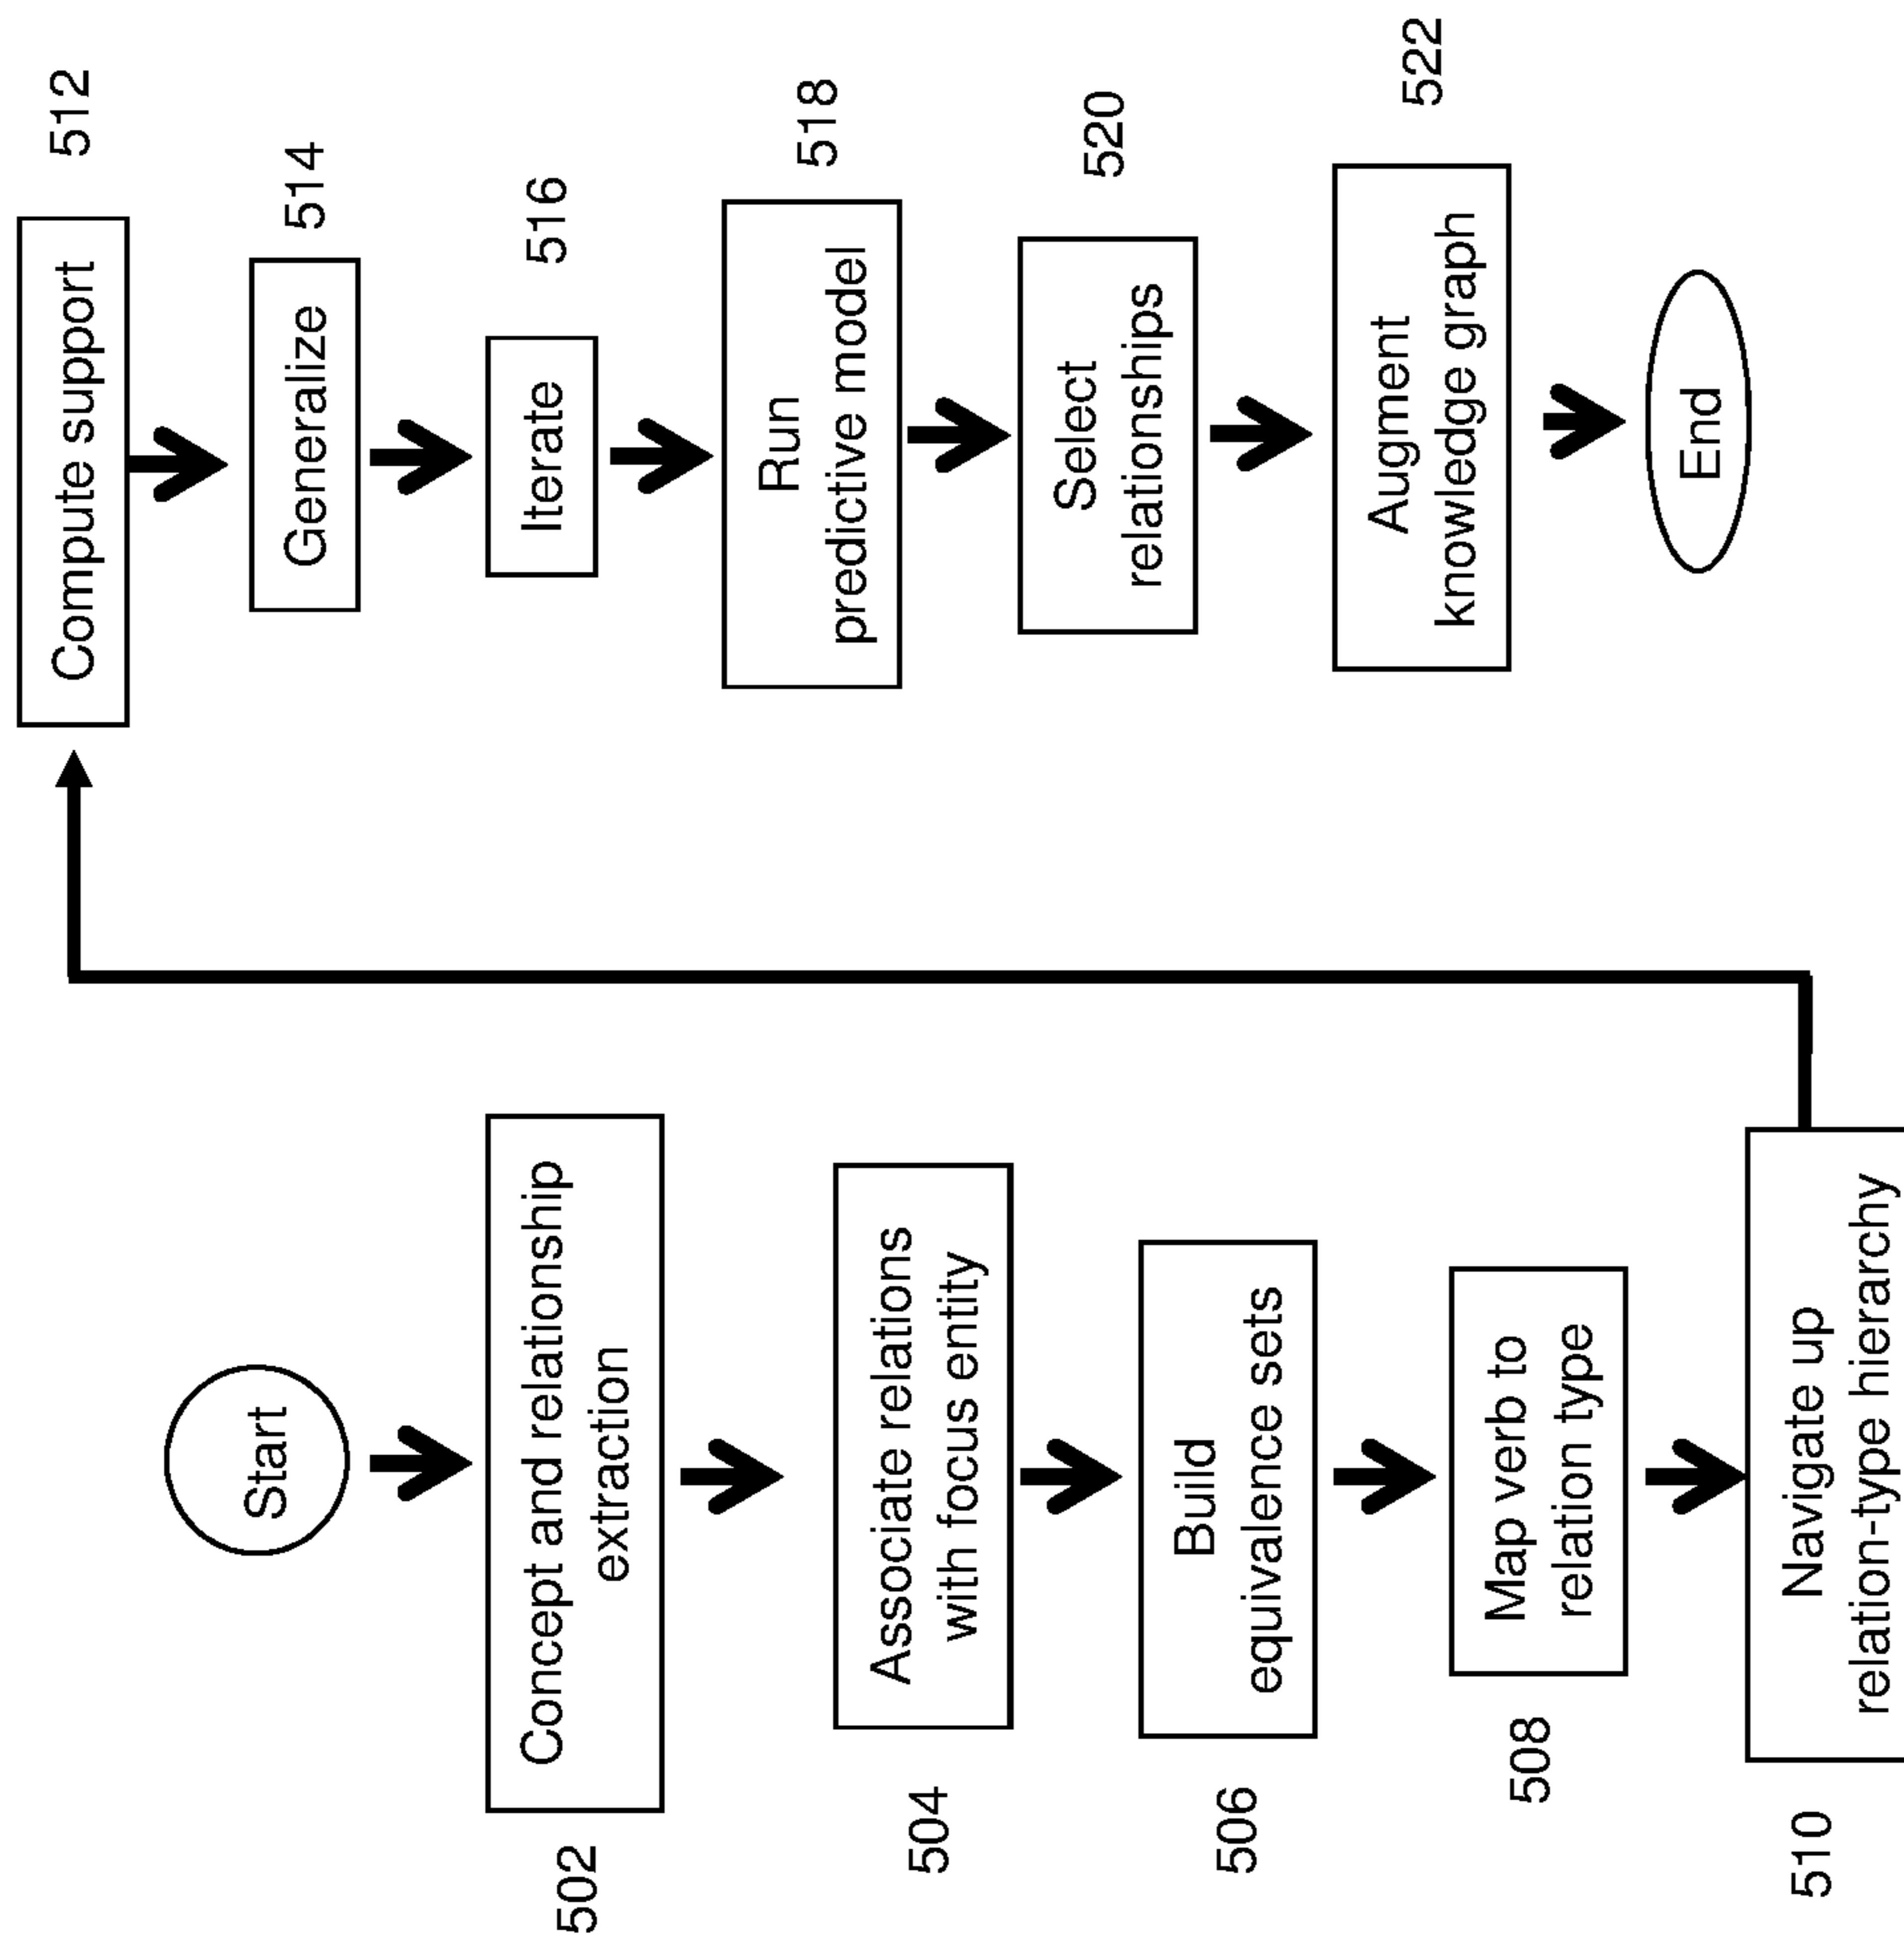 Start
Concept and relationship
extraction
502
Associate relations
with focus entity
504
Build
equivalence sets
506
Map verb to
relation type
508
Navigate up
relation-type hierarchy
510
Compute support
512
Generalize
514
Iterate
516
Run
predictive model
518
Select
relationships
520
Augment
knowledge graph
522
End